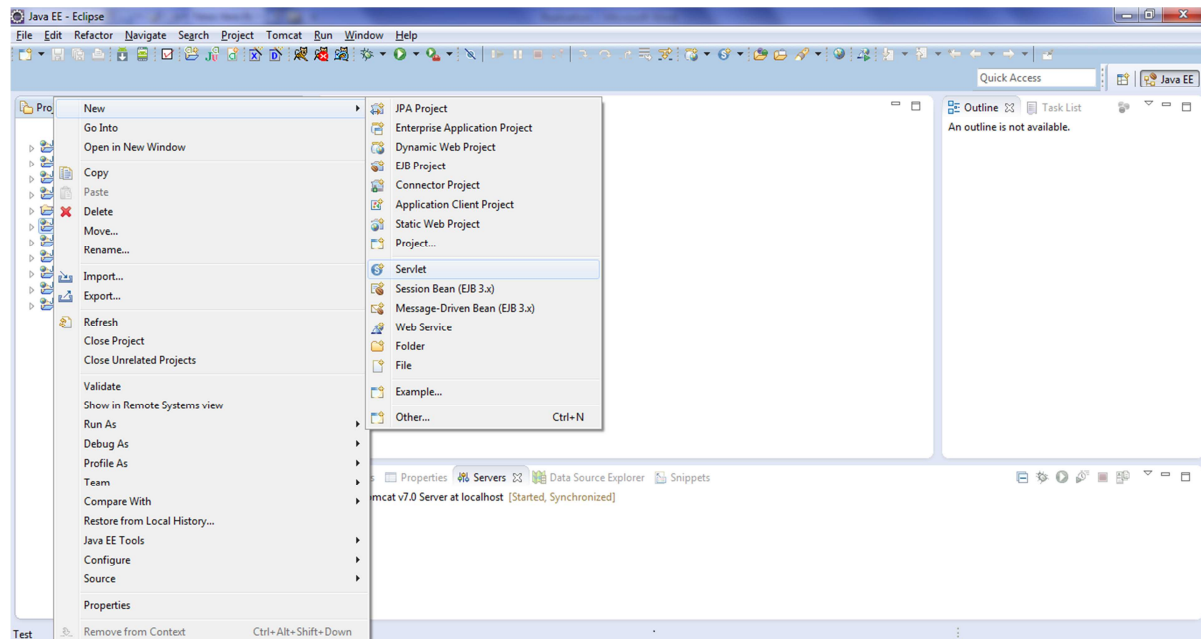 Java EE - Eclipse
File Edit Refactor Navigate Search Project Tomcat Run Window Help
Quick Access
Java EE
Outline
Task List
An outline is not available.
New
Go Into
Open in New Window
Copy
Paste
Delete
Move...
Rename...
Import...
Export...
Refresh
Close Project
Close Unrelated Projects
Validate
Show in Remote Systems view
Run As
Debug As
Profile As
Team
Compare With
Restore from Local History...
Java EE Tools
Configure
Source
Properties
Remove from Context Ctrl+Alt+Shift+Down
JPA Project
Enterprise Application Project
Dynamic Web Project
EJB Project
Connector Project
Application Client Project
Static Web Project
Project...
Servlet
Session Bean (EJB 3.x)
Message-Driven Bean (EJB 3.x)
Web Service
Folder
File
Example...
Other... Ctrl+N
Properties Servers Data Source Explorer Snippets
v7.0 Server at localhost [Started, Synchronized]
Test